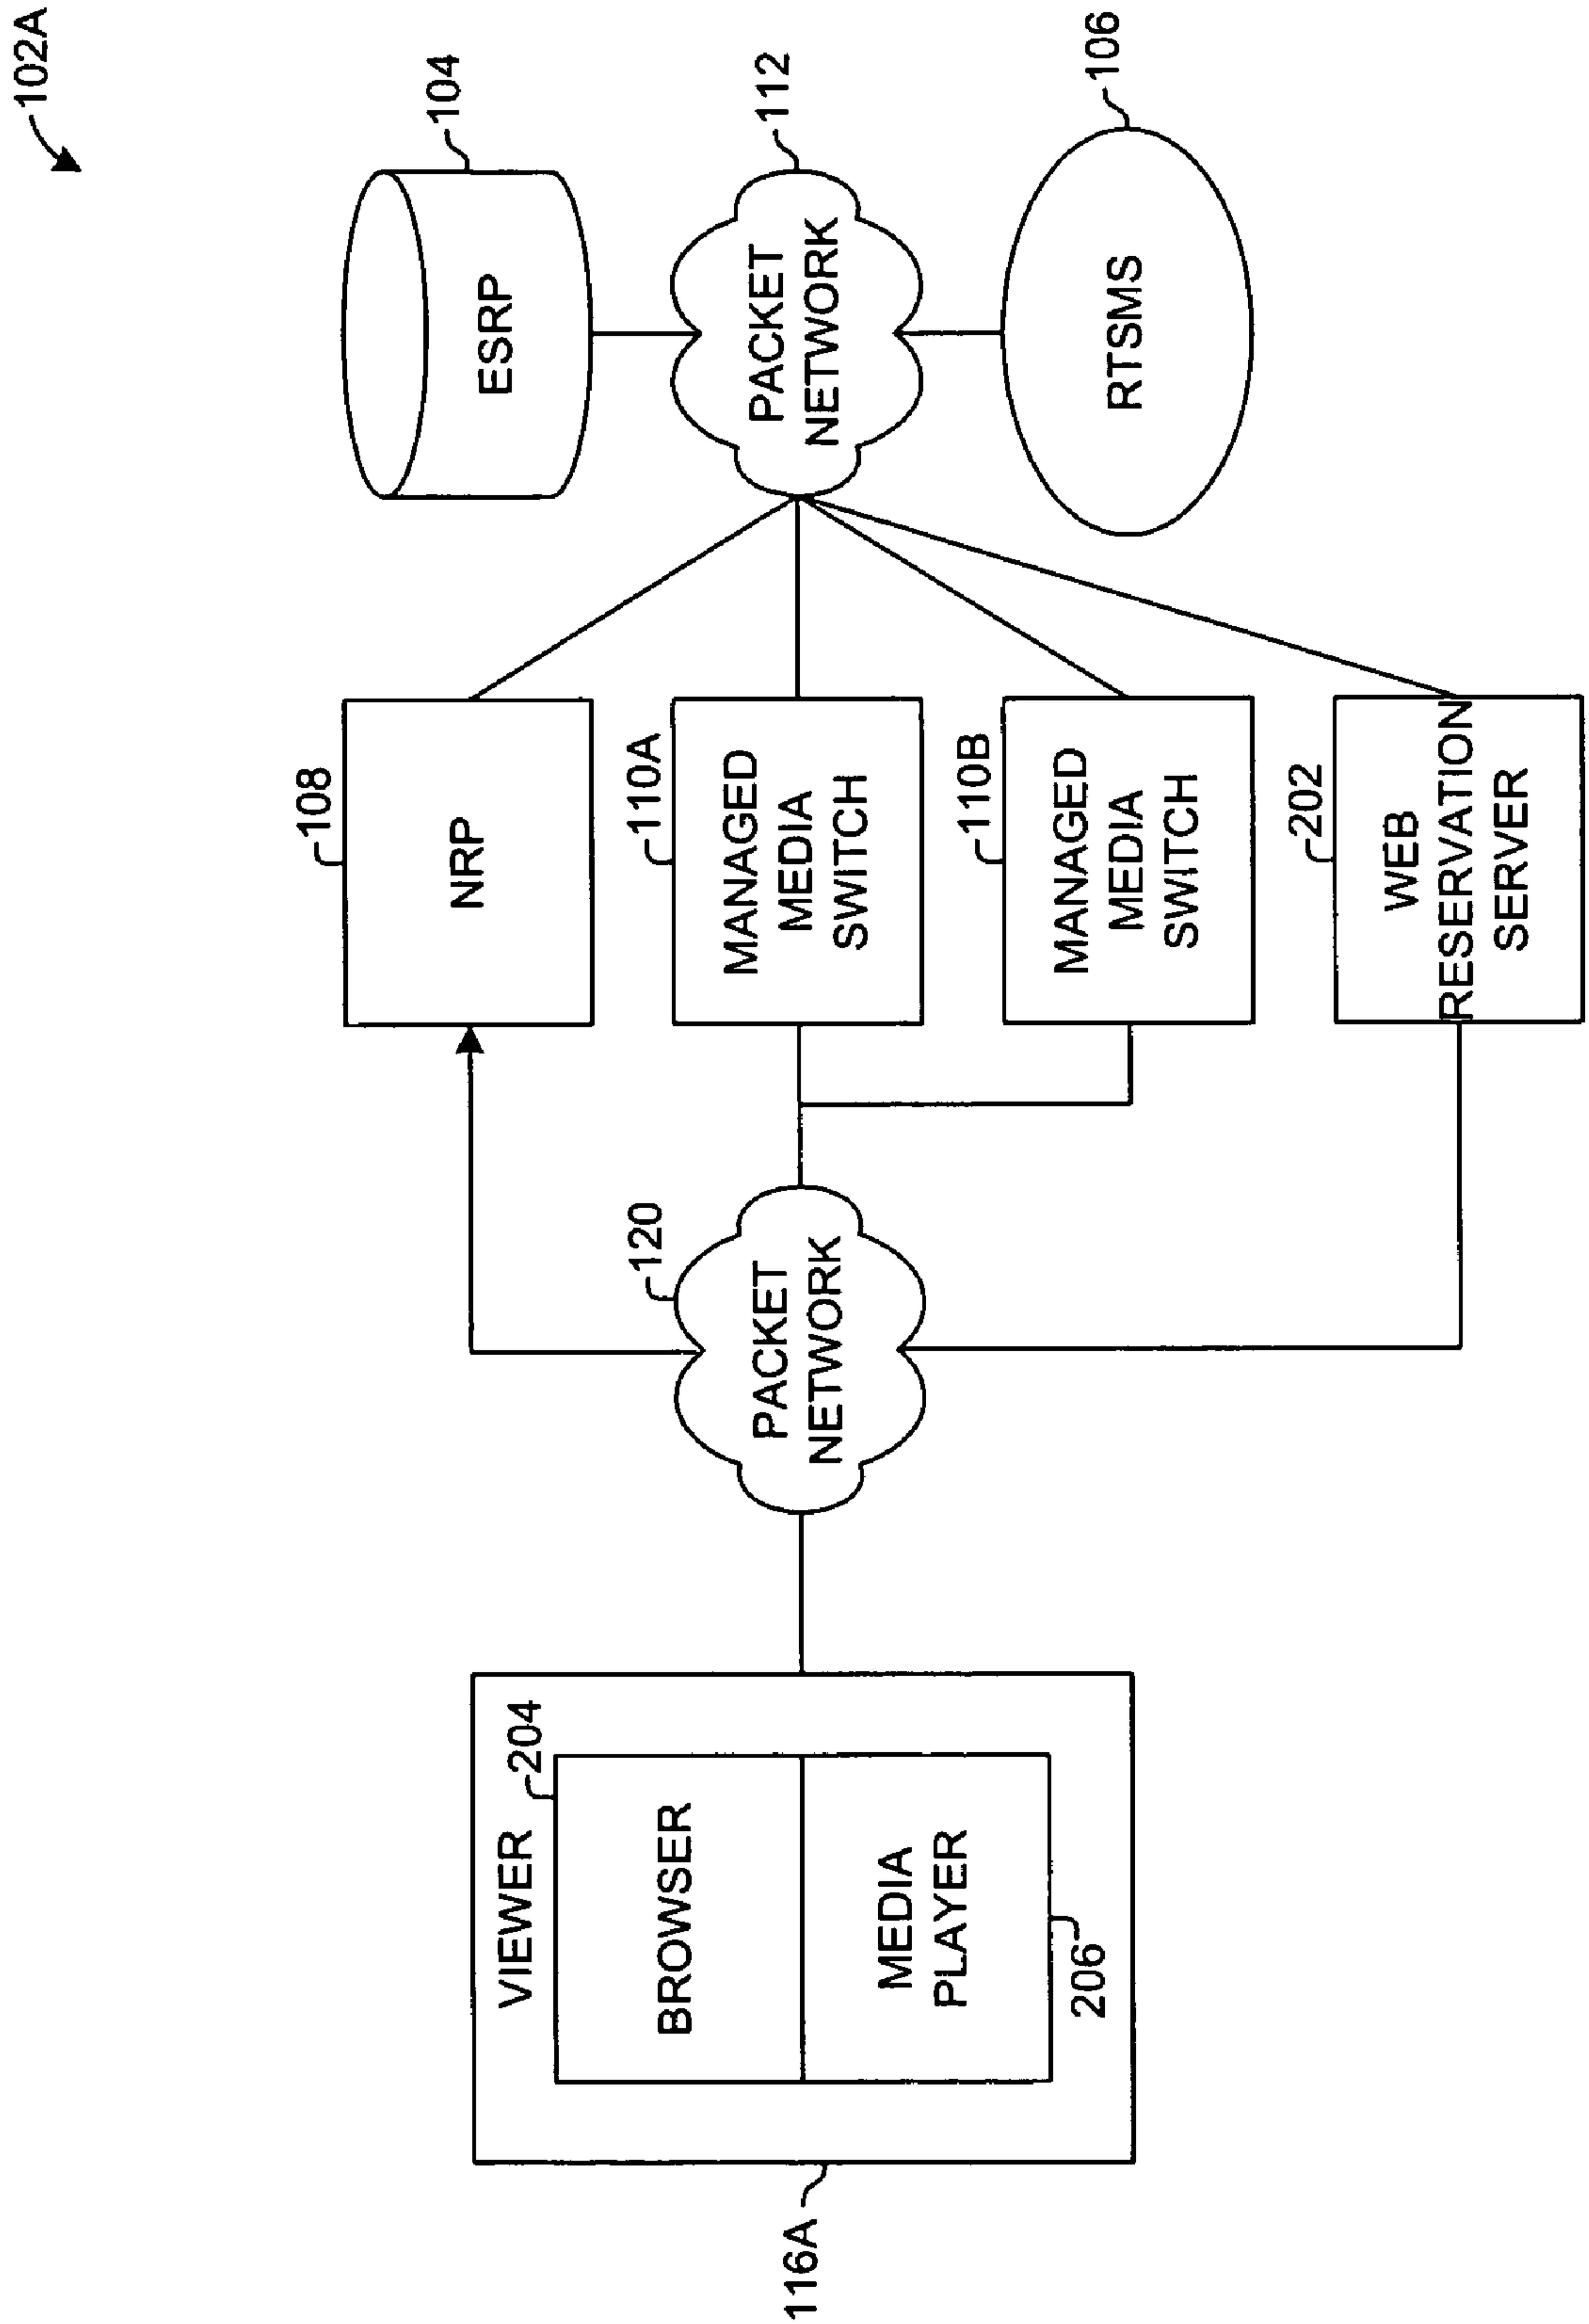 102A
104
ESRP
112
PACKET
NETWORK
106
RTSMS
108
NRP
110A
MANAGED
MEDIA
SWITCH
110B
MANAGED
MEDIA
SWITCH
202
WEB
RESERVATION
SERVER
120
PACKET
NETWORK
VIEWER
204
BROWSER
MEDIA
PLAYER
206
116A